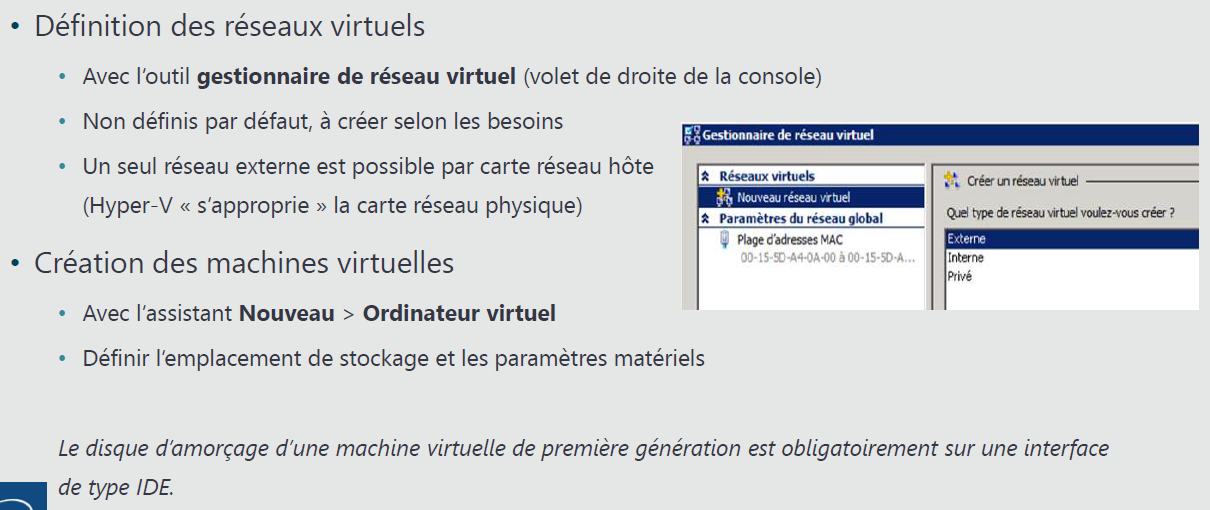 • Définition des réseaux virtuels
• Avec l’outil gestionnaire de réseau virtuel (volet de droite de la console)
• Non définis par défaut, à créer selon les besoins
• Un seul réseau externe est possible par carte réseau hôte
(Hyper-V « s’approprie » la carte réseau physique)
Gestionnaire de réseau virtuel
Réseaux virtuels
Nouveau réseau virtuel
Paramètres du réseau global
Plage d'adresses MAC
00-15-5D-A4-0A-00 à 00-15-5D-A...
Créer un réseau virtuel
Quel type de réseau virtuel voulez-vous créer ?
Externe
Interne
Privé
• Création des machines virtuelles
• Avec l’assistant Nouveau > Ordinateur virtuel
• Définir l’emplacement de stockage et les paramètres matériels
Le disque d’amorçage d’une machine virtuelle de première génération est obligatoirement sur une interface
de type IDE.